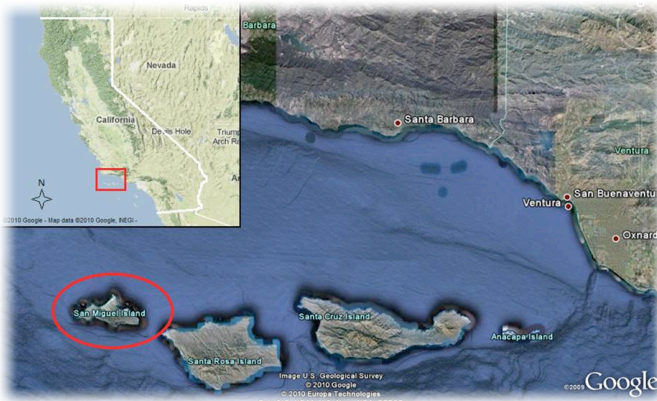 Rapids
Barbara
Nevada
California
Devils Hole
Triump
Arch Ra
N
©2010 Google - Map data ©2010 Google, INEGI -
Santa Barbara
Ventura
San Buenaventu
Ventura
Oxnard
San Miguel Island
Santa Cruz Island
Anacapa Island
Santa Rosa Island
Image U.S. Geological Survey
© 2010 Google
© 2010 Europa Technologies
©2009 Google